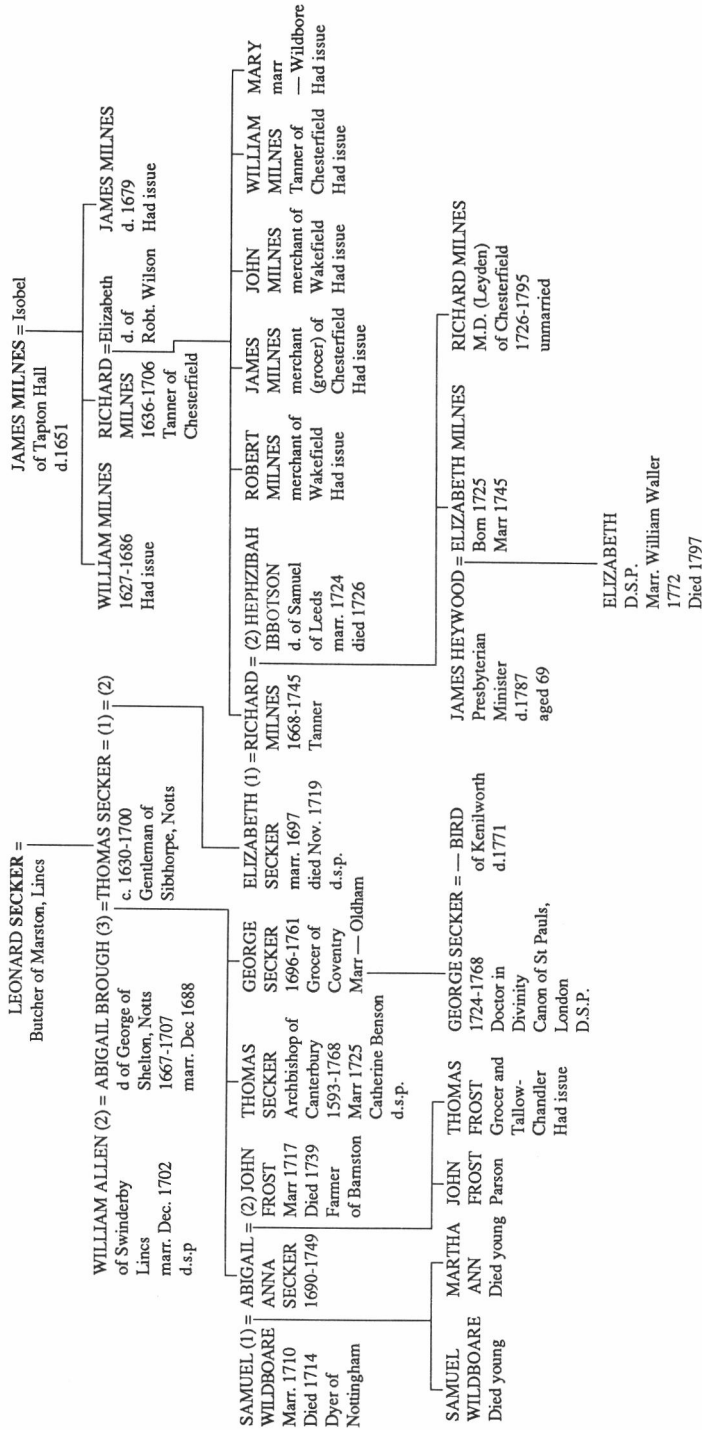 LEONARD SECKER =
Butcher of Marston, Lincs
JAMES MILNES = Isobel
of Tapton Hall
d.1651
WILLIAM ALLEN (2) = ABIGAIL BROUGH (3) = THOMAS SECKER = (1) = (2)
of Swinderby
Lincs
marr. Dec. 1702
d.s.p
d of George of
Shelton, Notts
1667-1707
marr. Dec 1688
c. 1630-1700
Gentleman of
Sibthorpe, Notts
WILLIAM MILNES
1627-1686
Had issue
RICHARD = Elizabeth
MILNES
1636-1706
Tanner of
Chesterfield
d. of
Robt. Wilson
JAMES MILNES
d. 1679
Had issue
SAMUEL (1) = ABIGAIL = (2) JOHN
WILDBOARE
Marr. 1710
Died 1714
Dyer of
Nottingham
ANNA
SECKER
1690-1749
FROST
Marr 1717
Died 1739
Farmer
of Barnston
THOMAS
SECKER
Archbishop of
Canterbury
1593-1768
Marr 1725
Catherine Benson
d.s.p.
GEORGE
SECKER
1696-1761
Grocer of
Coventry
Marr — Oldham
ELIZABETH (1) = RICHARD = (2) HEPHZIBAH
SECKER
marr. 1697
died Nov. 1719
d.s.p.
MILNES
1668-1745
Tanner
IBBOTSON
d. of Samuel
of Leeds
marr. 1724
died 1726
ROBERT
MILNES
merchant of
Wakefield
Had issue
JAMES
MILNES
merchant
(grocer) of
Chesterfield
Had issue
JOHN
MILNES
merchant of
Wakefield
Had issue
WILLIAM
MILNES
Tanner of
Chesterfield
Had issue
MARY
marr
— Wildbore
Had issue
SAMUEL
WILDBOARE
Died young
MARTHA
ANN
Died young
JOHN
FROST
Parson
THOMAS
FROST
Grocer and
Tallow-
Chandler
Had issue
GEORGE SECKER = — BIRD
1724-1768
Doctor in
Divinity
Canon of St Pauls,
London
D.S.P.
of Kenilworth
d.1771
JAMES HEYWOOD = ELIZABETH MILNES
Presbyterian
Minister
d.1787
aged 69
Born 1725
Marr 1745
RICHARD MILNES
M.D. (Leyden)
of Chesterfield
1726-1795
unmarried
ELIZABETH
D.S.P.
Marr. William Waller
1772
Died 1797